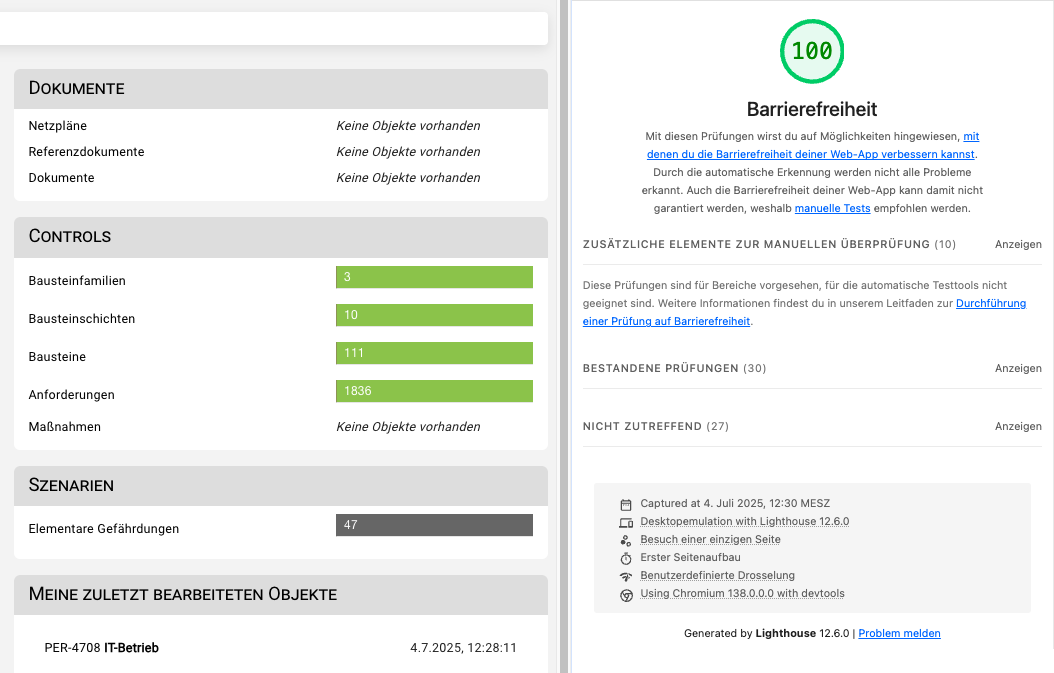 Dokumente
Netzpläne Keine Objekte vorhanden
Referenzdokumente Keine Objekte vorhanden
Dokumente Keine Objekte vorhanden
Controls
Bausteinfamilien 3
Bausteinschichten 10
Bausteine 111
Anforderungen 1836
Maßnahmen Keine Objekte vorhanden
Szenarien
Elementare Gefährdungen 47
Meine zuletzt bearbeiteten Objekte
PER-4708 IT-Betrieb 4.7.2025, 12:28:11
100
Barrierefreiheit
Mit diesen Prüfungen wirst du auf Möglichkeiten hingewiesen, mit
denen du die Barrierefreiheit deiner Web-App verbessern kannst.
Durch die automatische Erkennung werden nicht alle Probleme
erkannt. Auch die Barrierefreiheit deiner Web-App kann damit nicht
garantiert werden, weshalb manuelle Tests empfohlen werden.
ZUSÄTZLICHE ELEMENTE ZUR MANUELLEN ÜBERPRÜFUNG (10) Anzeigen
Diese Prüfungen sind für Bereiche vorgesehen, für die automatische Testtools nicht
geeignet sind. Weitere Informationen findest du in unserem Leitfaden zur Durchführung
einer Prüfung auf Barrierefreiheit.
BESTANDENE PRÜFUNGEN (30) Anzeigen
NICHT ZUTREFFEND (27) Anzeigen
Captured at 4. Juli 2025, 12:30 MESZ
Desktopemulation with Lighthouse 12.6.0
Besuch einer einzigen Seite
Erster Seitenaufbau
Benutzerdefinierte Drosselung
Using Chromium 138.0.0.0 with devtools
Generated by Lighthouse 12.6.0 | Problem melden